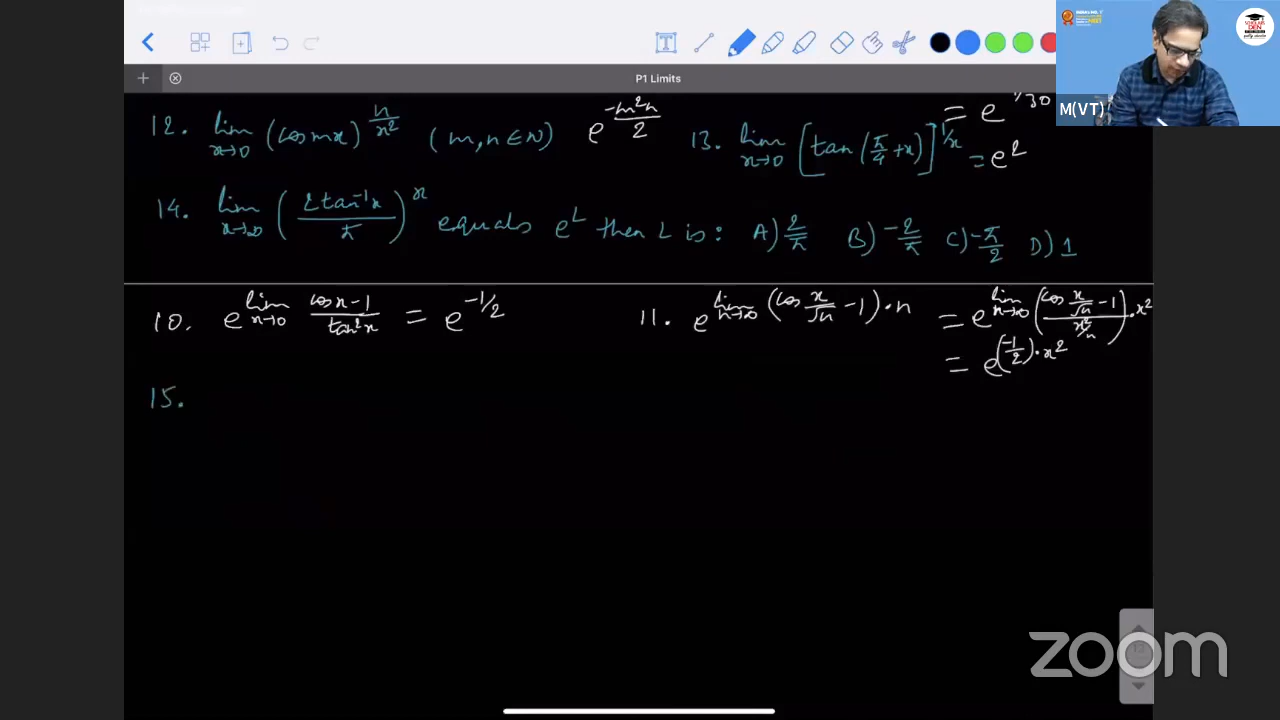 P1 Limits
M(VT)
= e^(1/30)
12. lim x→0 (cos mx)^(n/x²) (m, n ∈ N) e^(-m²n/2) 13. lim x→0 [tan(π/4 + x)]^(1/x) = e²
14. lim x→∞ (2tan⁻¹x/π)^x equals e^L then L is: A) 2/π B) -2/π C) -π/2 D) 1
10. e^(lim x→0 (cos x - 1)/tan²x) = e^(-1/2) 11. e^(lim n→∞ (cos x/√n - 1)·n) = e^(lim n→∞ ((cos x/√n - 1)/(x²/n))·x²)
= e^((-1/2)·x²)
15.
zoom